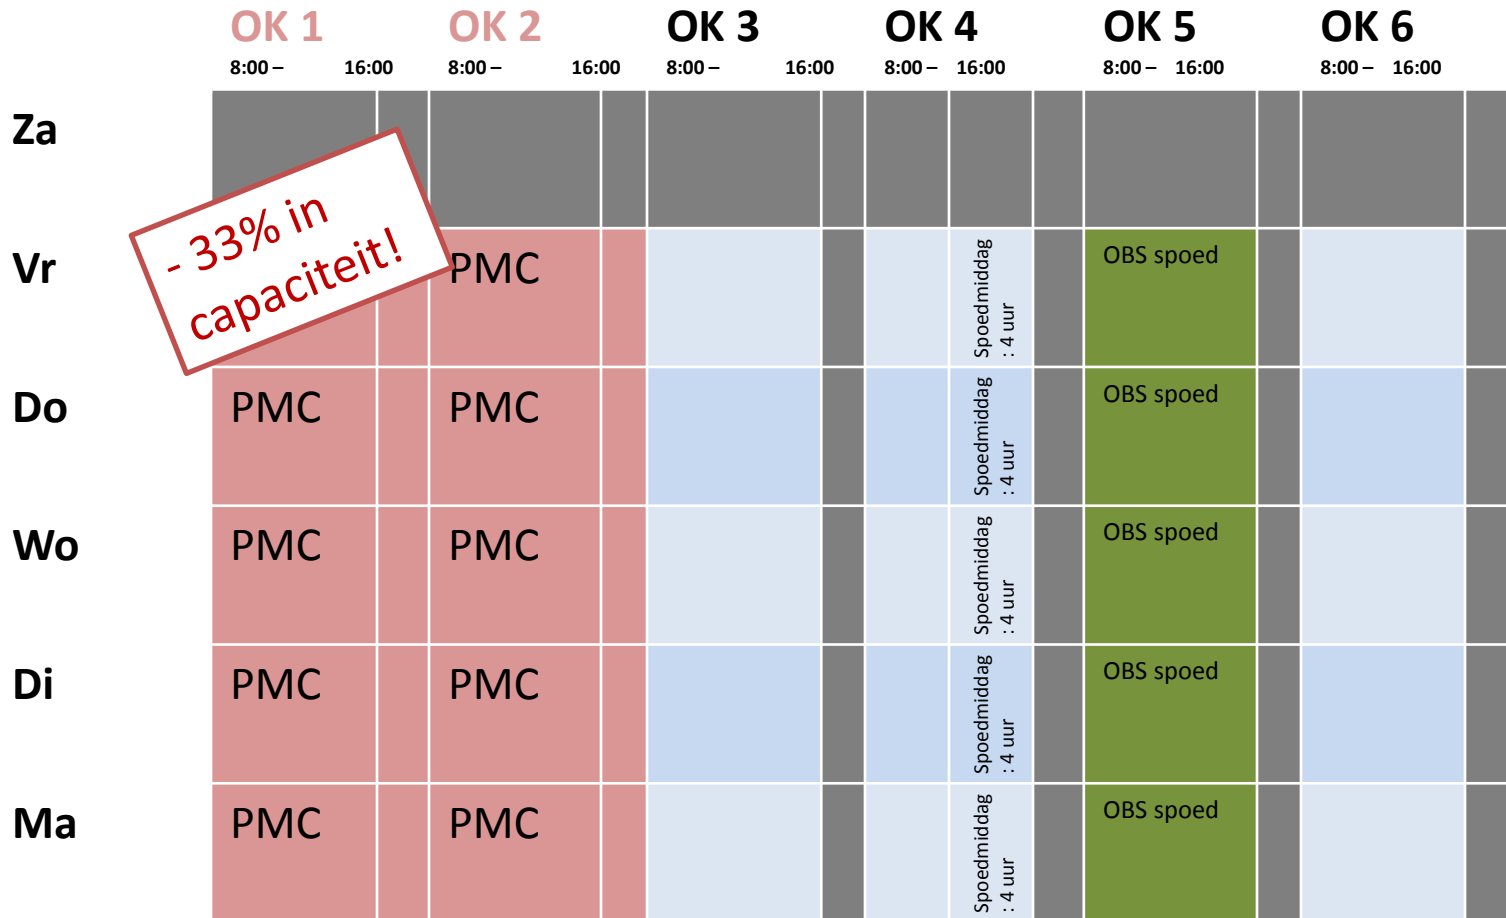 OK 1 OK 2 OK 3 OK 4 OK 5 OK 6
8:00 – 16:00 8:00 – 16:00 8:00 – 16:00 8:00 – 16:00 8:00 – 16:00 8:00 – 16:00
Za
- 33% in
capaciteit!
Vr PMC
Spoedmiddag
: 4 uur
OBS spoed
Do PMC PMC
Spoedmiddag
: 4 uur
OBS spoed
Wo PMC PMC
Spoedmiddag
: 4 uur
OBS spoed
Di PMC PMC
Spoedmiddag
: 4 uur
OBS spoed
Ma PMC PMC
Spoedmiddag
: 4 uur
OBS spoed